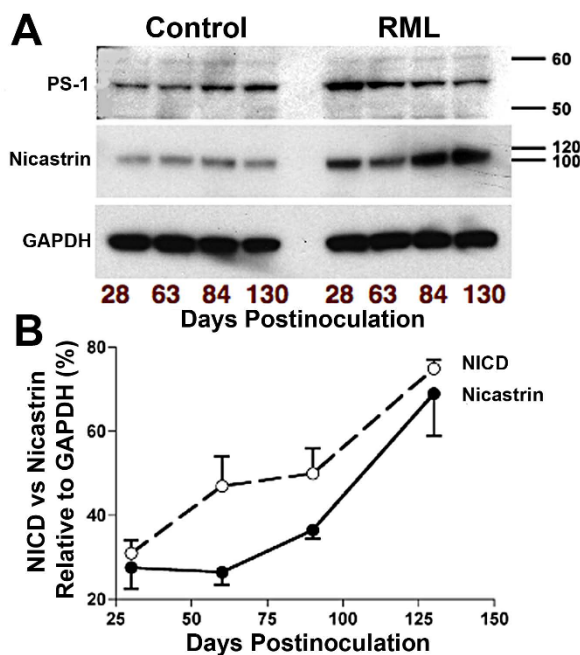 A
Control RML
PS-1
60
50
Nicastrin
120
100
GAPDH
28 63 84 130 28 63 84 130
Days Postinoculation
B
NICD vs Nicastrin
Relative to GAPDH (%)
80
60
40
20
NICD
Nicastrin
25 50 75 100 125 150
Days Postinoculation